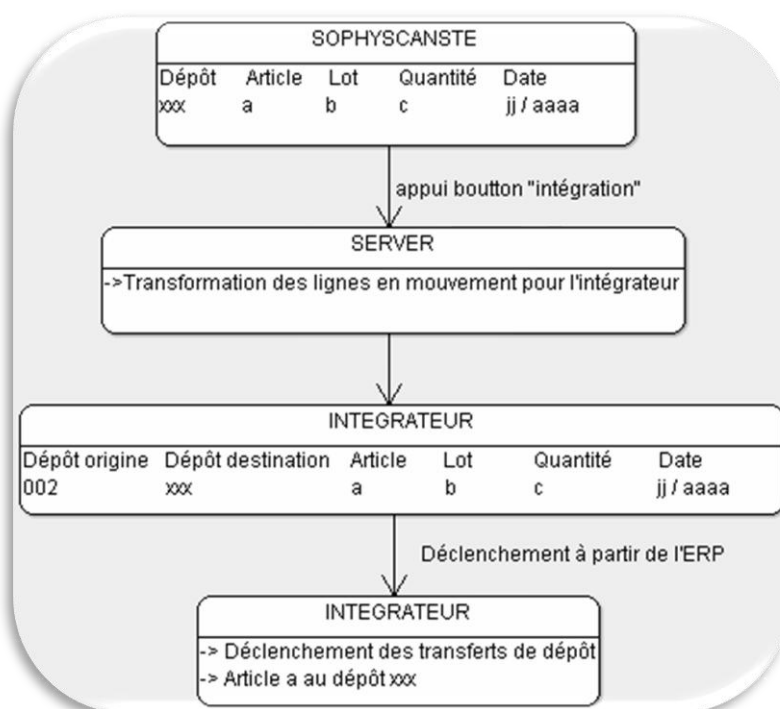 SOPHYSCANSTE
Dépôt Article Lot Quantité Date
xxx a b c jj / aaaa
appui boutton "intégration"
SERVER
->Transformation des lignes en mouvement pour l'intégrateur
INTEGRATEUR
Dépôt origine Dépôt destination Article Lot Quantité Date
002 xxx a b c jj / aaaa
Déclenchement à partir de l'ERP
INTEGRATEUR
-> Déclenchement des transferts de dépôt
-> Article a au dépôt xxx